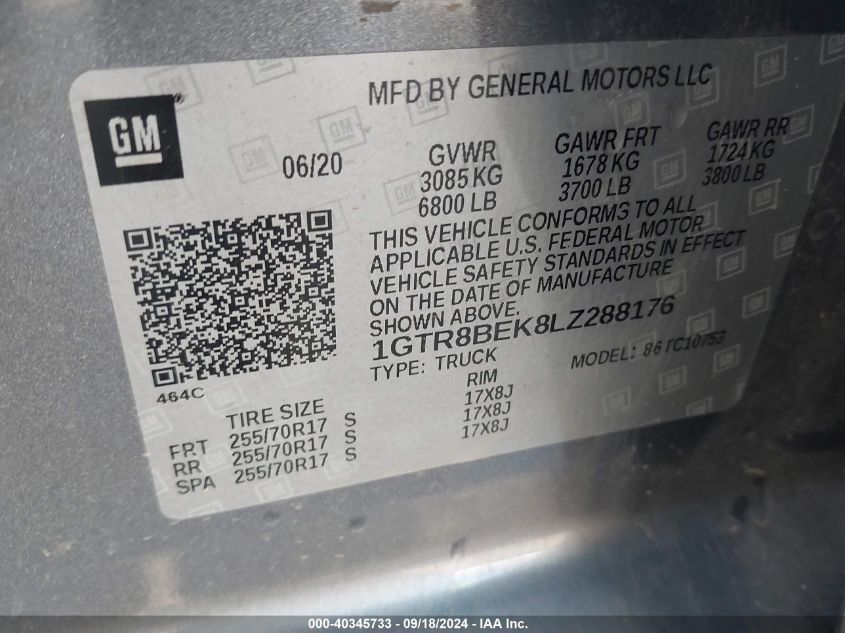 GM
MFD BY GENERAL MOTORS LLC
06/20
GVWR
3085 KG
6800 LB
GAWR FRT
1678 KG
3700 LB
GAWR RR
1724 KG
3800 LB
THIS VEHICLE CONFORMS TO ALL
APPLICABLE U.S. FEDERAL MOTOR
VEHICLE SAFETY STANDARDS IN EFFECT
ON THE DATE OF MANUFACTURE
SHOWN ABOVE.
1GTR8BEK8LZ288176
TYPE: TRUCK
MODEL: 86 TC10753
464C
TIRE SIZE
RIM
FRT 255/70R17 S 17X8J
RR 255/70R17 S 17X8J
SPA 255/70R17 S 17X8J
000-40345733 - 09/18/2024 - IAA Inc.